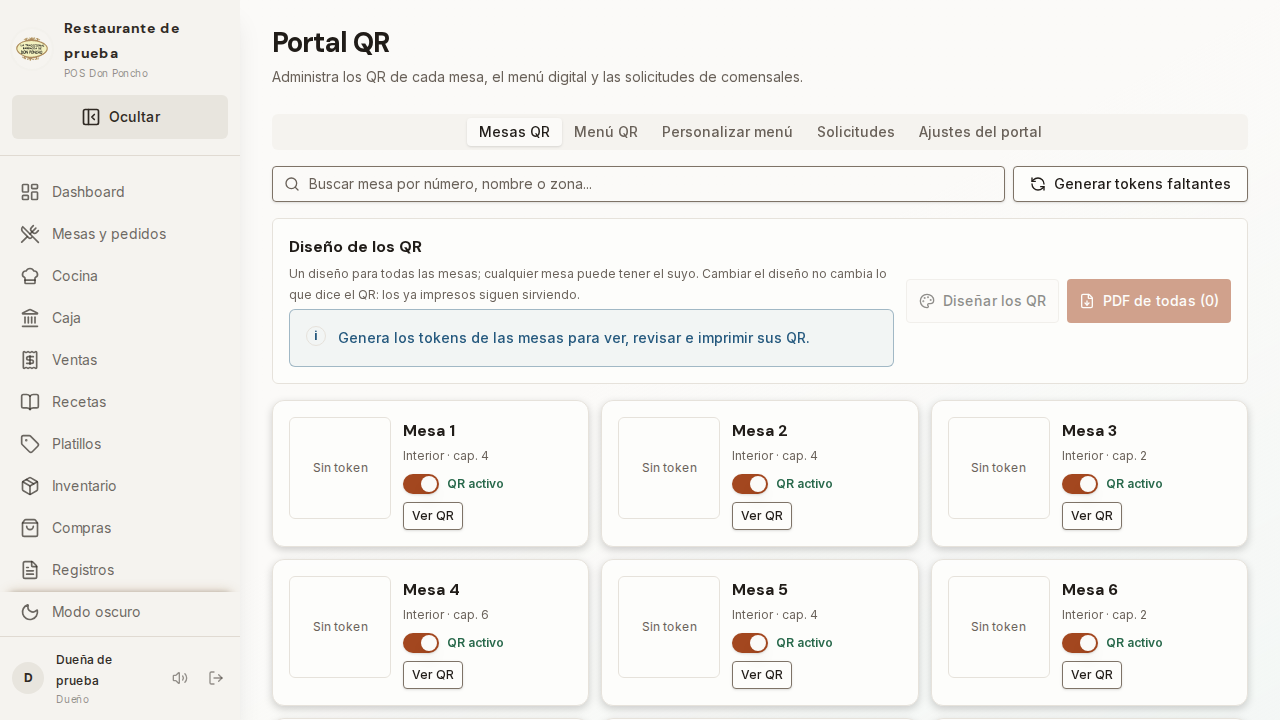 Restaurante de
prueba
POS Don Poncho
Ocultar
Dashboard
Mesas y pedidos
Cocina
Caja
Ventas
Recetas
Platillos
Inventario
Compras
Registros
Modo oscuro
D
Dueña de
prueba
Dueño
Portal QR
Administra los QR de cada mesa, el menú digital y las solicitudes de comensales.
Mesas QR
Menú QR
Personalizar menú
Solicitudes
Ajustes del portal
Buscar mesa por número, nombre o zona...
Generar tokens faltantes
Diseño de los QR
Un diseño para todas las mesas; cualquier mesa puede tener el suyo. Cambiar el diseño no cambia lo
que dice el QR: los ya impresos siguen sirviendo.
i
Genera los tokens de las mesas para ver, revisar e imprimir sus QR.
Diseñar los QR
PDF de todas (0)
Sin token
Mesa 1
Interior · cap. 4
QR activo
Ver QR
Sin token
Mesa 2
Interior · cap. 4
QR activo
Ver QR
Sin token
Mesa 3
Interior · cap. 2
QR activo
Ver QR
Sin token
Mesa 4
Interior · cap. 6
QR activo
Ver QR
Sin token
Mesa 5
Interior · cap. 4
QR activo
Ver QR
Sin token
Mesa 6
Interior · cap. 2
QR activo
Ver QR